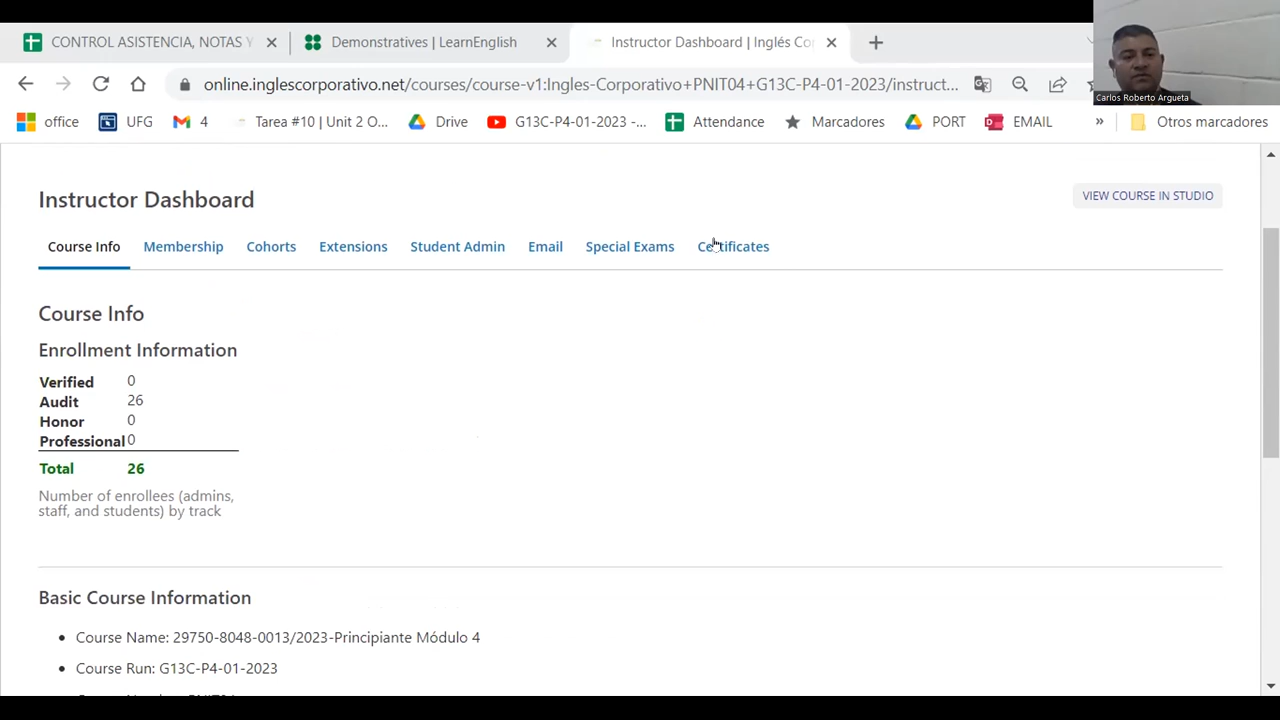 CONTROL ASISTENCIA, NOTAS Y
Demonstratives | LearnEnglish
Instructor Dashboard | Inglés Co
online.inglescorporativo.net/courses/course-v1:Ingles-Corporativo+PNIT04+G13C-P4-01-2023/instruct...
Carlos Roberto Argueta
office
UFG
4
Tarea #10 | Unit 2 O...
Drive
G13C-P4-01-2023 -...
Attendance
Marcadores
PORT
EMAIL
»
Otros marcadores
Instructor Dashboard
VIEW COURSE IN STUDIO
Course Info
Membership
Cohorts
Extensions
Student Admin
Email
Special Exams
Certificates
Course Info
Enrollment Information
Verified 0
Audit 26
Honor 0
Professional 0
Total 26
Number of enrollees (admins,
staff, and students) by track
Basic Course Information
Course Name: 29750-8048-0013/2023-Principiante Módulo 4
Course Run: G13C-P4-01-2023